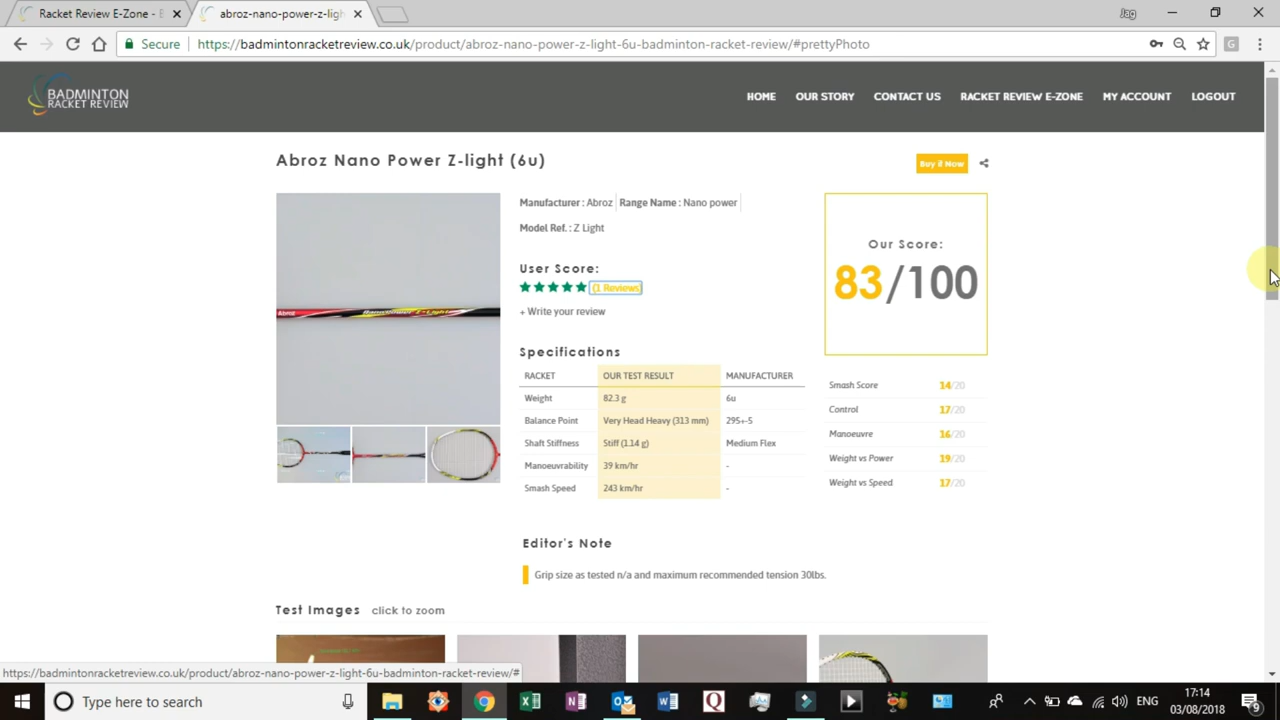 Racket Review E-Zone - E
abroz-nano-power-z-ligh
Jag
Secure
https://badmintonracketreview.co.uk/product/abroz-nano-power-z-light-6u-badminton-racket-review/#prettyPhoto
BADMINTON
RACKET REVIEW
HOME OUR STORY CONTACT US RACKET REVIEW E-ZONE MY ACCOUNT LOGOUT
Abroz Nano Power Z-light (6u)
Buy it Now
Manufacturer : Abroz Range Name : Nano power
Model Ref. : Z Light
User Score:
(1 Reviews)
+ Write your review
Specifications
RACKET OUR TEST RESULT MANUFACTURER
Weight 82.3 g 6u
Balance Point Very Head Heavy (313 mm) 295+-5
Shaft Stiffness Stiff (1.14 g) Medium Flex
Manoeuvrability 39 km/hr -
Smash Speed 243 km/hr -
Our Score:
83/100
Smash Score 14/20
Control 17/20
Manoeuvre 16/20
Weight vs Power 19/20
Weight vs Speed 17/20
Editor's Note
Grip size as tested n/a and maximum recommended tension 30lbs.
Test Images click to zoom
https://badmintonracketreview.co.uk/product/abroz-nano-power-z-light-6u-badminton-racket-review/#
Type here to search
ENG
17:14
03/08/2018
9